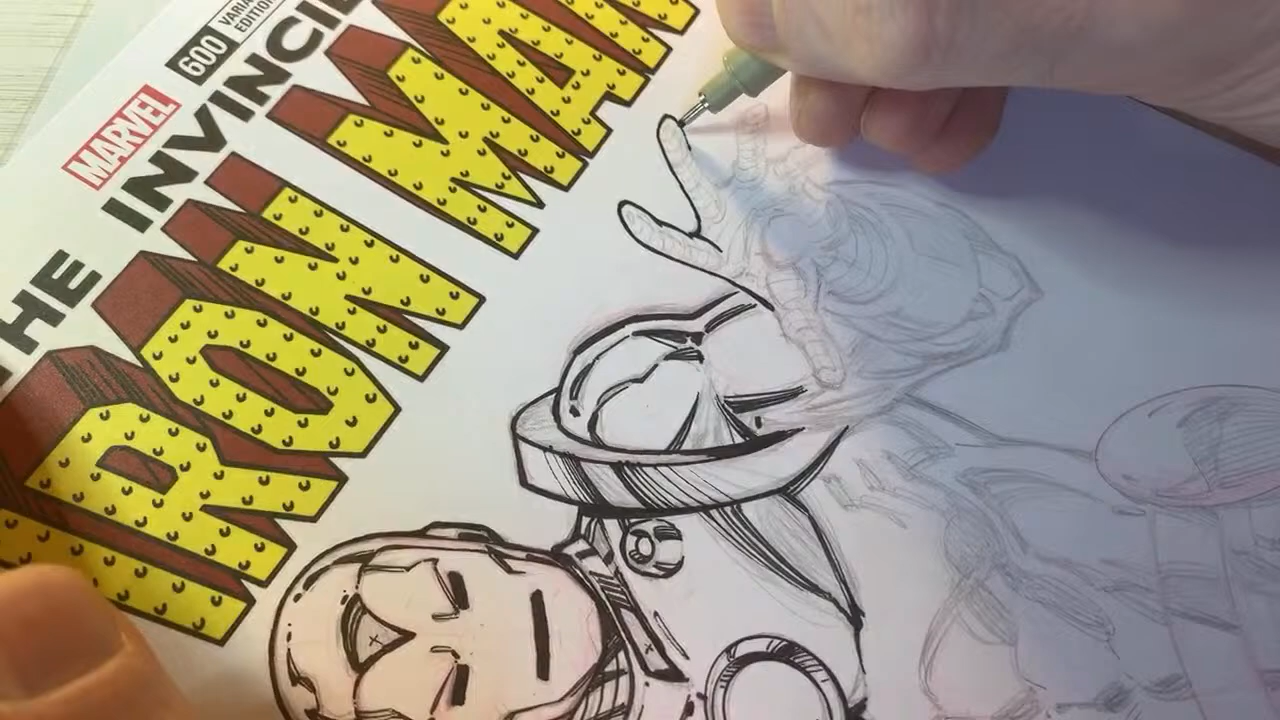 MARVEL
600
VARIANT
EDITION
THE INVINCIBLE
IRON MAN